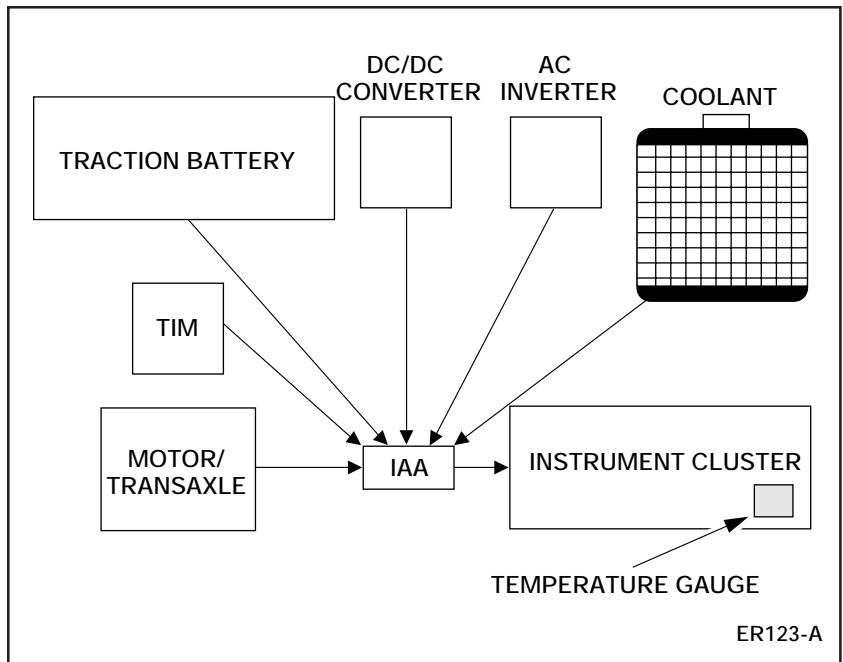 DC/DC
CONVERTER
AC
INVERTER
COOLANT
TRACTION BATTERY
TIM
MOTOR/
TRANSAXLE
IAA
INSTRUMENT CLUSTER
TEMPERATURE GAUGE
ER123-A